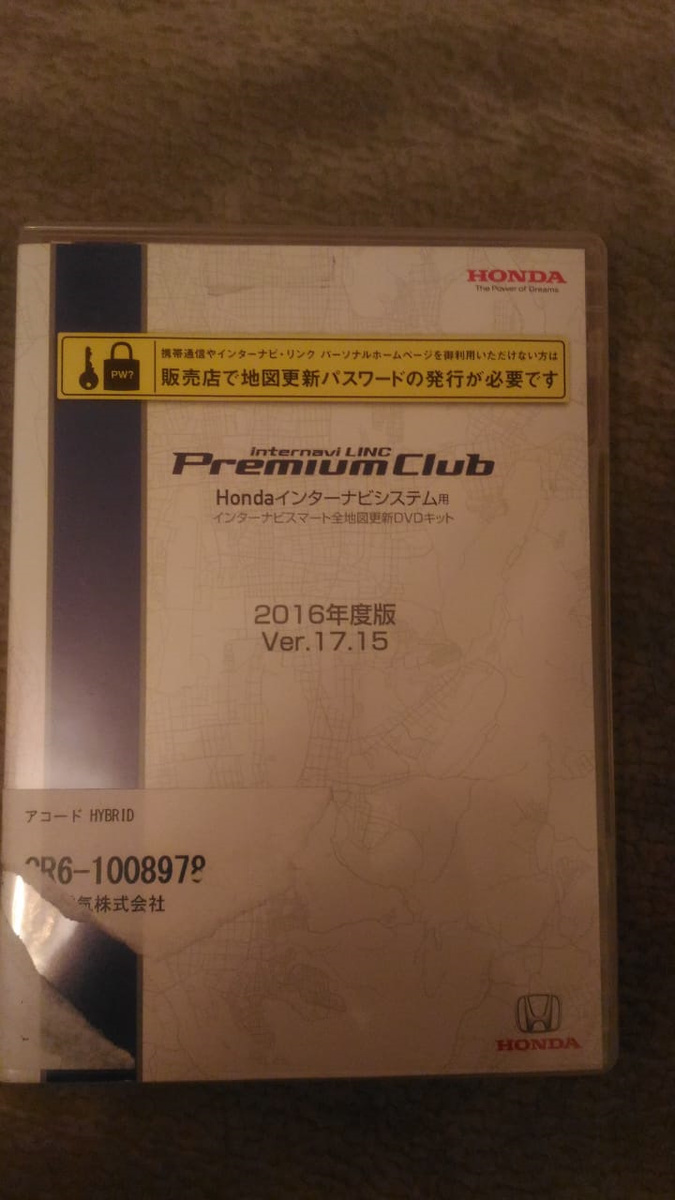 HONDA
The Power of Dreams
携帯通信やインターナビ・リンク パーソナルホームページを御利用いただけない方は
PW?
販売店で地図更新パスワードの発行が必要です
internavi LINC
Premium Club
Hondaインターナビシステム用
インターナビスマート全地図更新DVDキット
2016年度版
Ver.17.15
アコード HYBRID
R6-1008978
気株式会社
HONDA